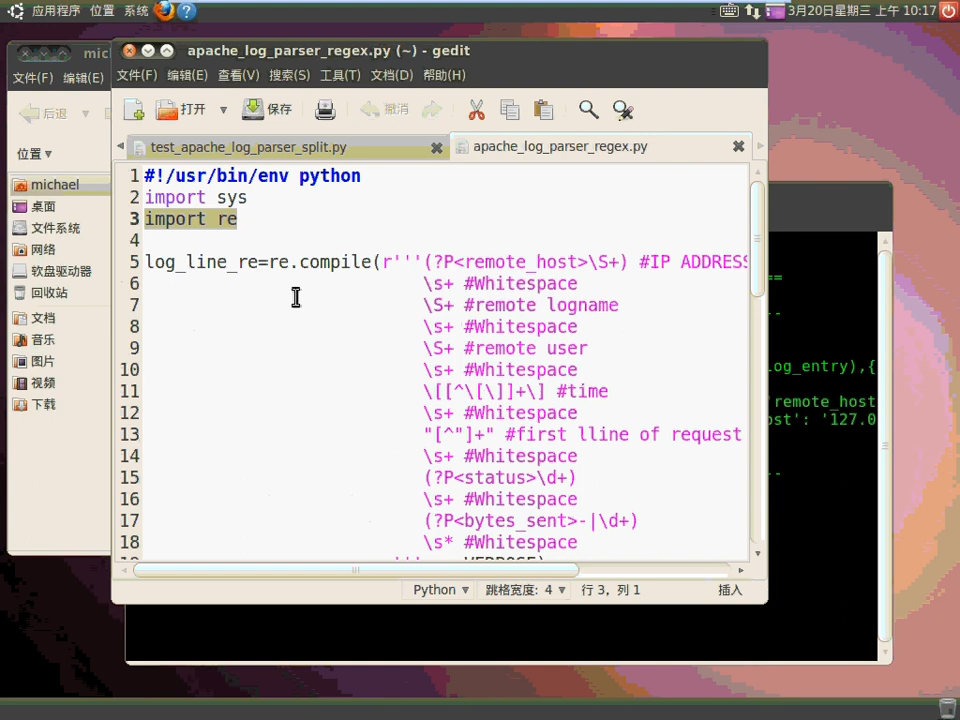 应用程序 位置 系统
3月20日星期三 上午 10:17
mich
文件(F) 编辑(E)
后退
位置
michael
桌面
文件系统
网络
软盘驱动器
回收站
文档
音乐
图片
视频
下载
apache_log_parser_regex.py (~) - gedit
文件(F) 编辑(E) 查看(V) 搜索(S) 工具(T) 文档(D) 帮助(H)
打开 保存 撤消
test_apache_log_parser_split.py
apache_log_parser_regex.py
1 #!/usr/bin/env python
2 import sys
3 import re
4
5 log_line_re=re.compile(r'''(?P<remote_host>\S+) #IP ADDRESS
6 \s+ #Whitespace
7 \S+ #remote logname
8 \s+ #Whitespace
9 \S+ #remote user
10 \s+ #Whitespace
11 \[[^\[\]]+\] #time
12 \s+ #Whitespace
13 "[^"]+" #first lline of request
14 \s+ #Whitespace
15 (?P<status>\d+)
16 \s+ #Whitespace
17 (?P<bytes_sent>-|\d+)
18 \s* #Whitespace
Python 跳格宽度: 4 行 3, 列 1 插入
==
--
log_entry),{
'remote_host
ost': '127.0
--